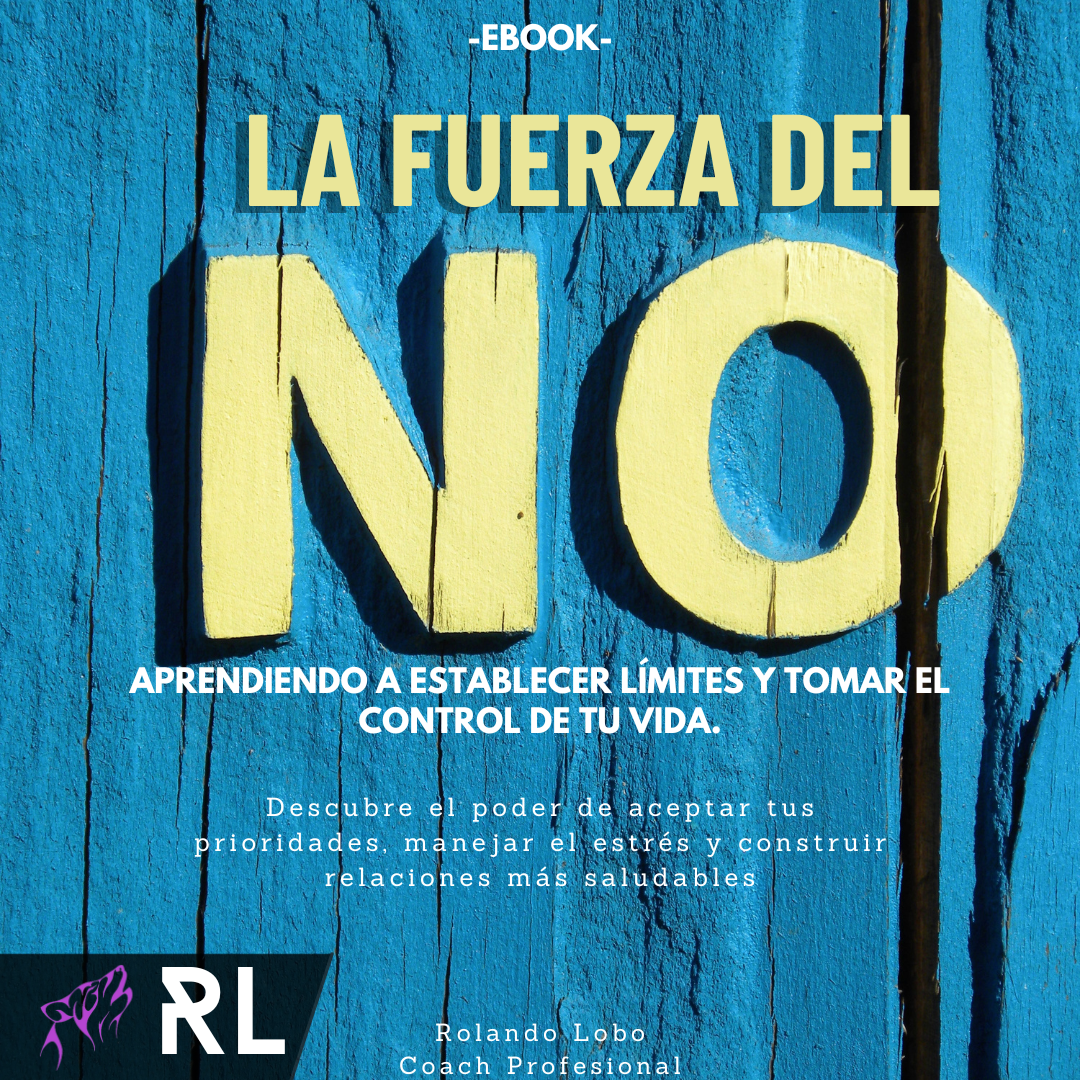 -EBOOK-
LA FUERZA DEL
NO
APRENDIENDO A ESTABLECER LÍMITES Y TOMAR EL
CONTROL DE TU VIDA.
Descubre el poder de aceptar tus
prioridades, manejar el estrés y construir
relaciones más saludables
RL
Rolando Lobo
Coach Profesional